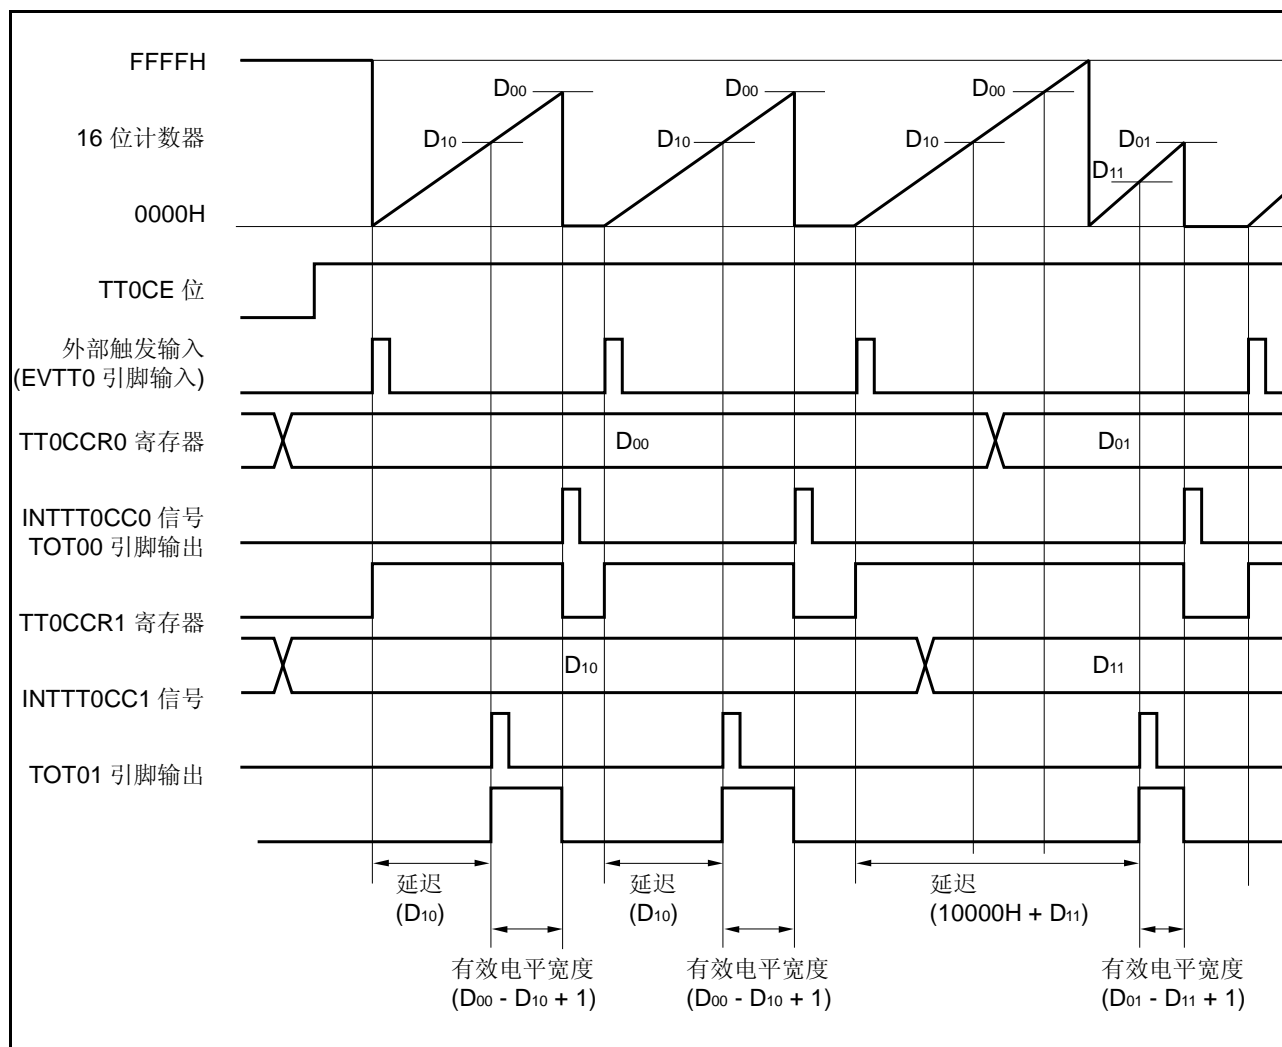 FFFFH
D00
D00
D00
16 位计数器
D10
D10
D10
D01
D11
0000H
TT0CE 位
外部触发输入
(EVTT0 引脚输入)
TT0CCR0 寄存器
D00
D01
INTTT0CC0 信号
TOT00 引脚输出
TT0CCR1 寄存器
D10
D11
INTTT0CC1 信号
TOT01 引脚输出
延迟
(D10)
延迟
(D10)
延迟
(10000H + D11)
有效电平宽度
(D00 - D10 + 1)
有效电平宽度
(D00 - D10 + 1)
有效电平宽度
(D01 - D11 + 1)